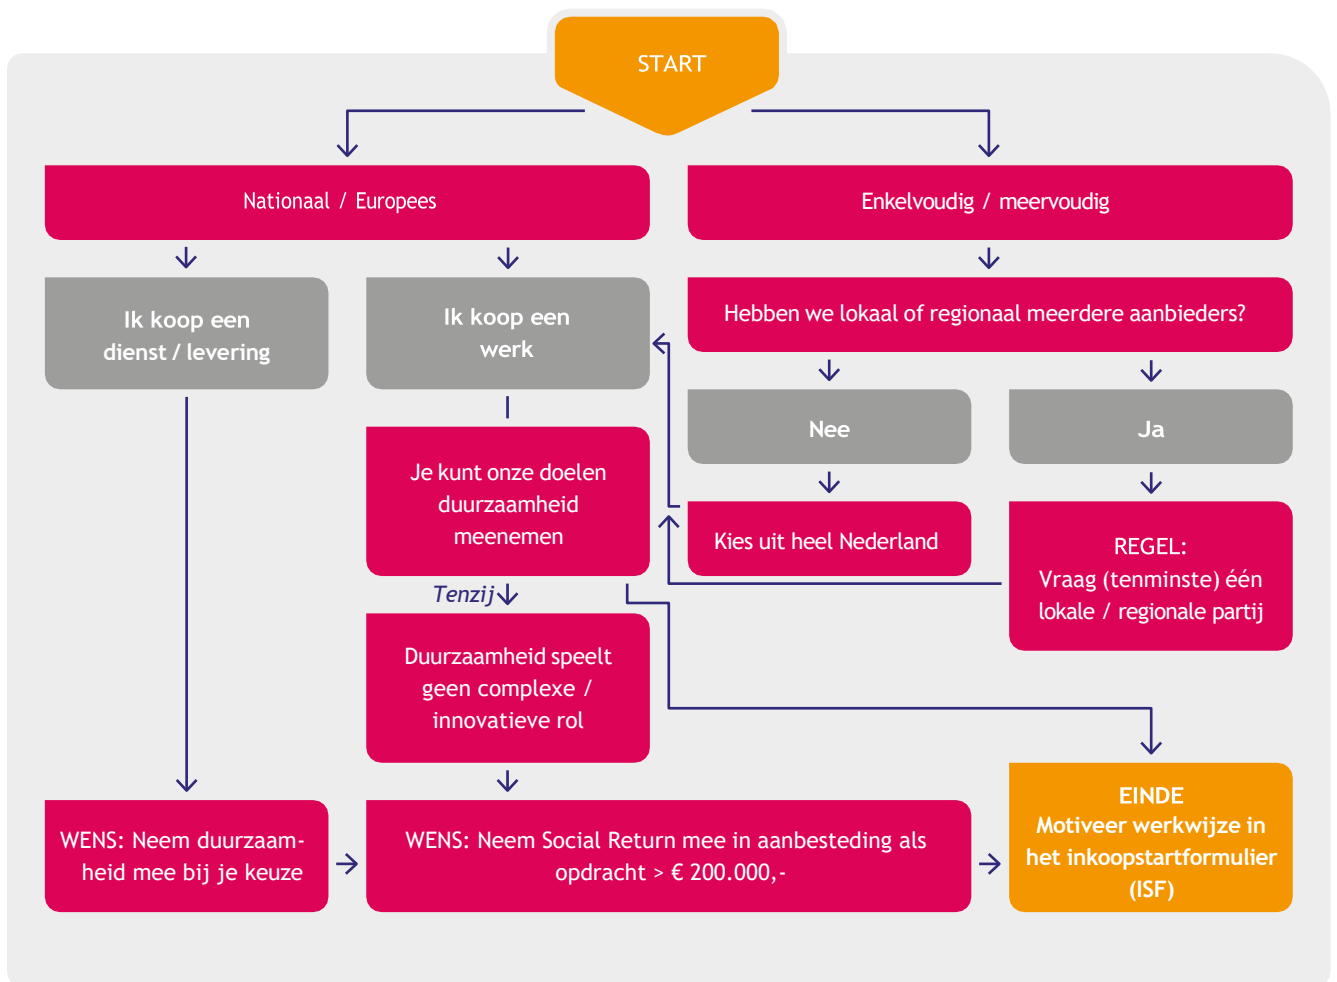 START
Nationaal / Europees
Enkelvoudig / meervoudig
Ik koop een
dienst / levering
Ik koop een
werk
Hebben we lokaal of regionaal meerdere aanbieders?
Nee
Ja
Je kunt onze doelen
duurzaamheid
meenemen
Kies uit heel Nederland
REGEL:
Vraag (tenminste) één
lokale / regionale partij
Tenzij
Duurzaamheid speelt
geen complexe /
innovatieve rol
WENS: Neem duurzaam-
heid mee bij je keuze
WENS: Neem Social Return mee in aanbesteding als
opdracht > € 200.000,-
EINDE
Motiveer werkwijze in
het inkoopstartformulier
(ISF)